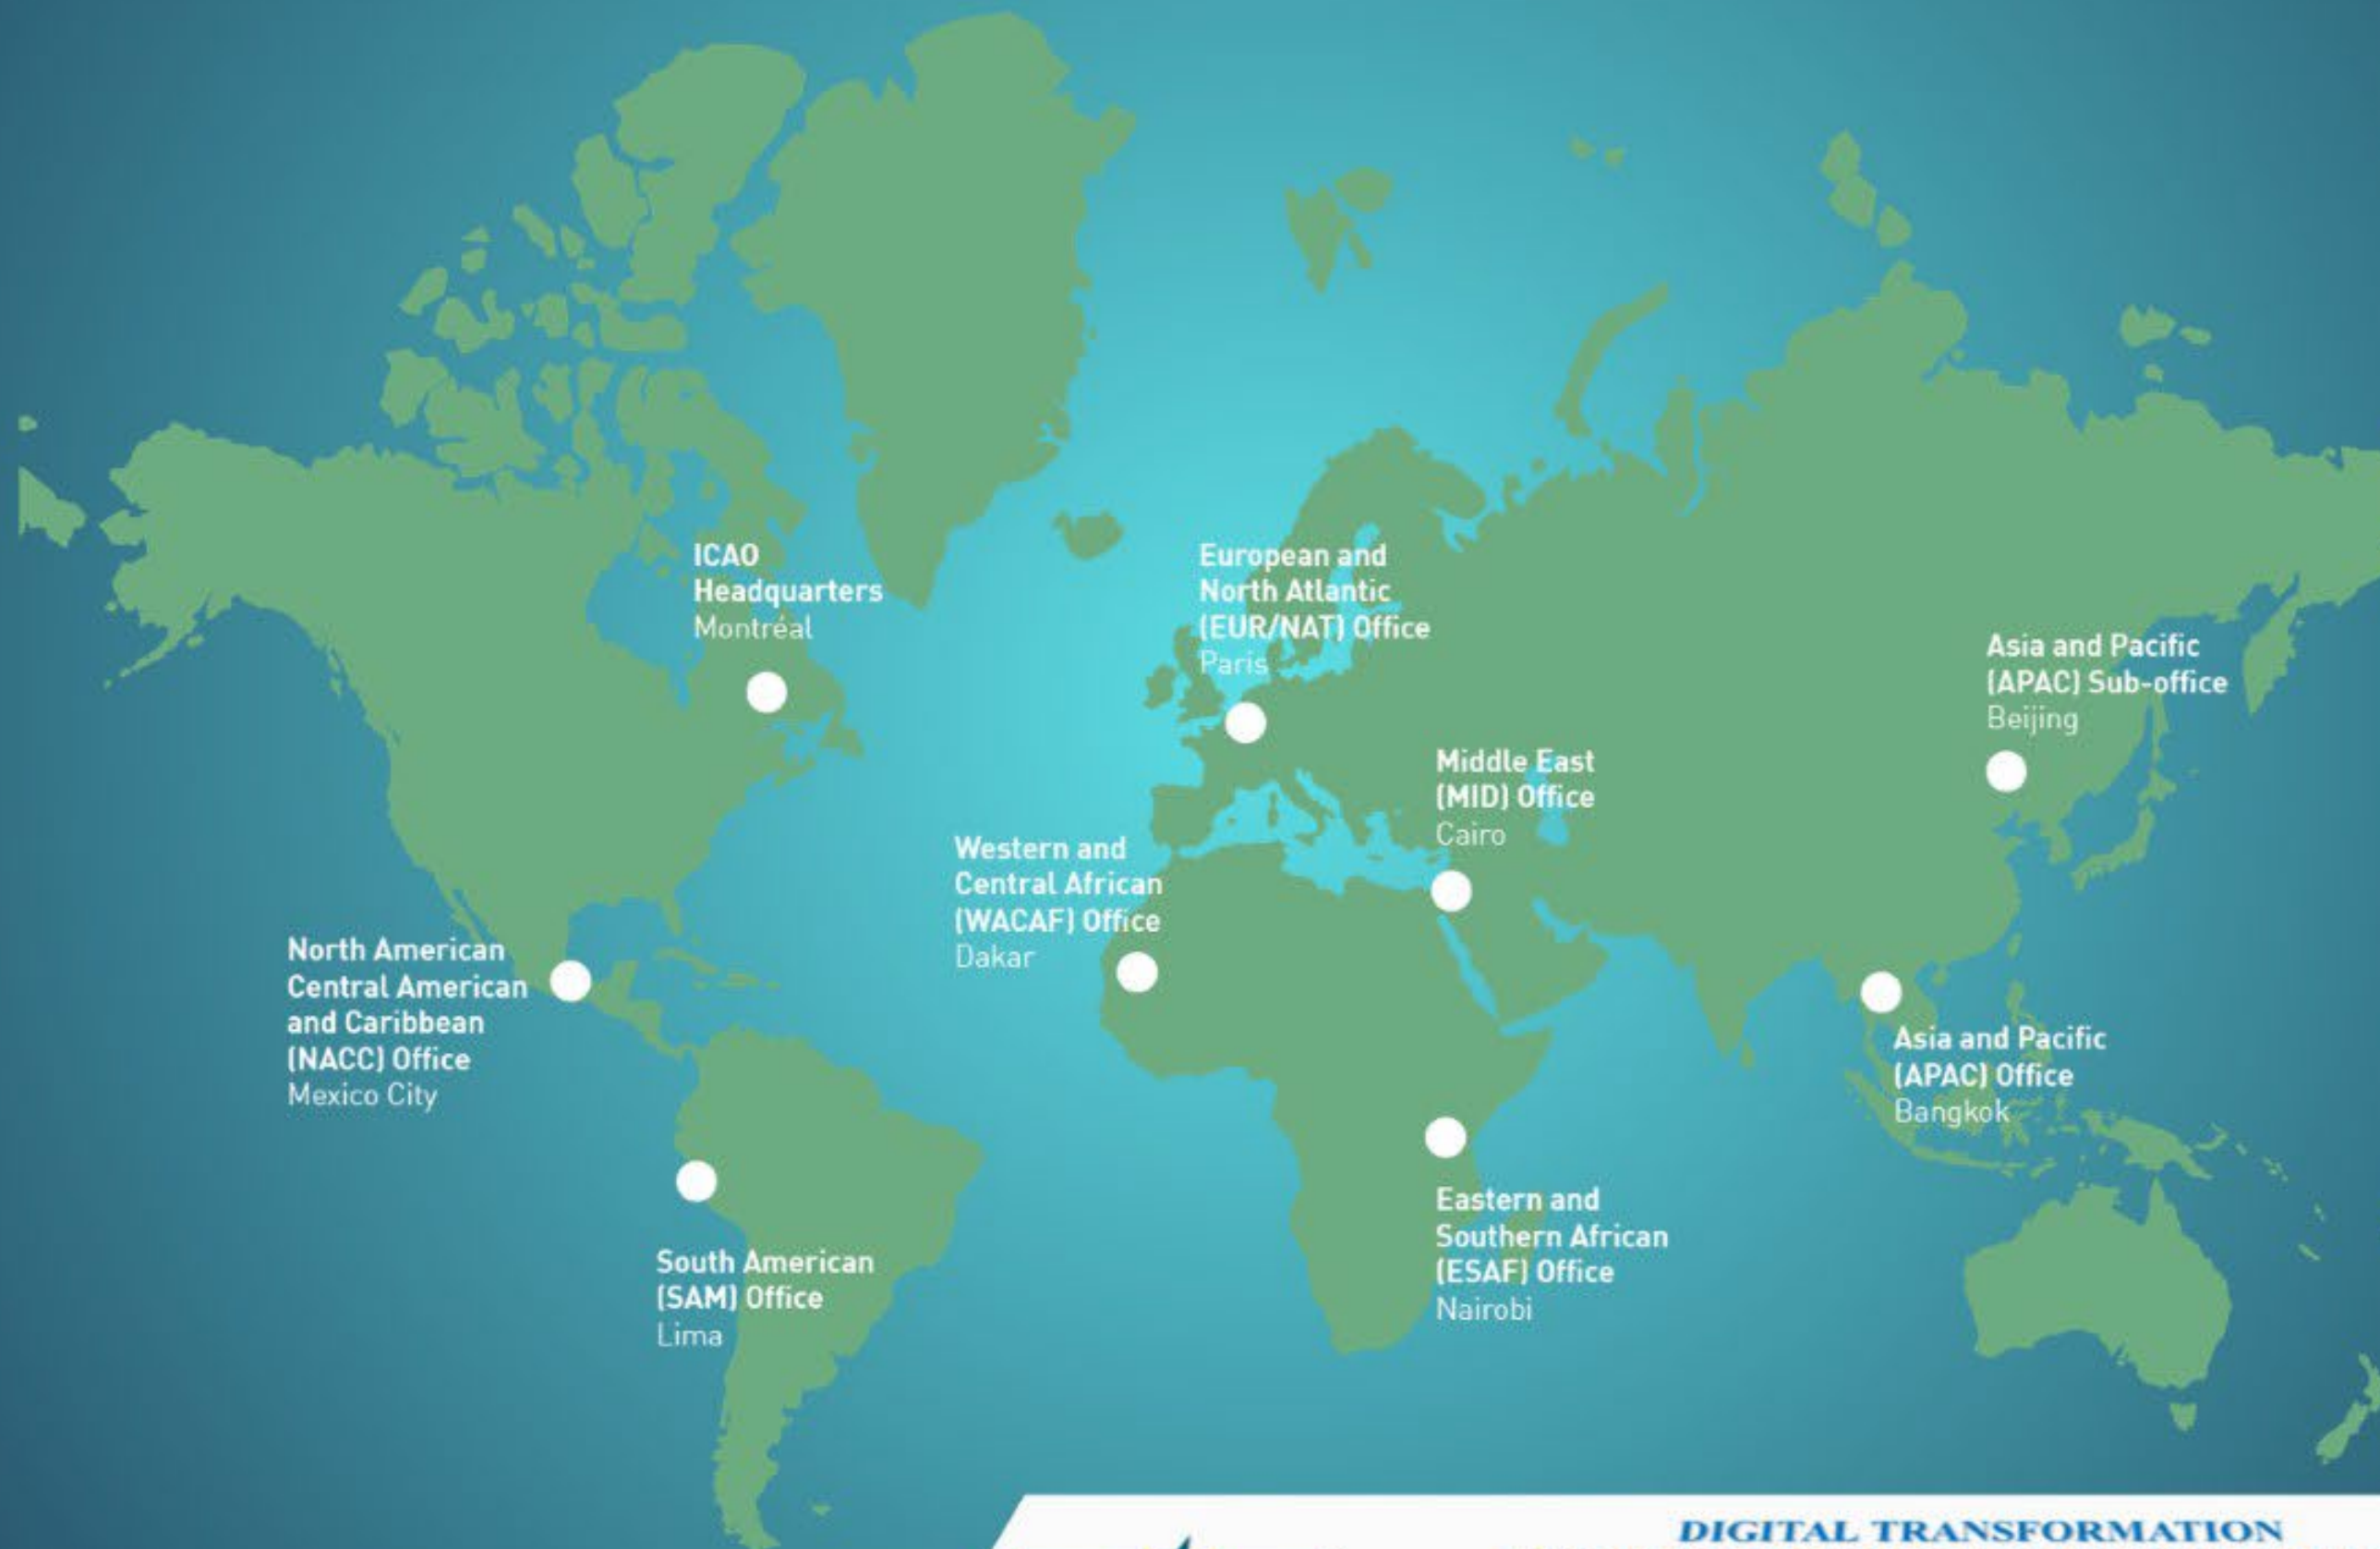 ICAO
Headquarters
Montréal
European and
North Atlantic
(EUR/NAT) Office
Paris
Asia and Pacific
(APAC) Sub-office
Beijing
Middle East
(MID) Office
Cairo
Western and
Central African
(WACAF) Office
Dakar
North American
Central American
and Caribbean
(NACC) Office
Mexico City
Asia and Pacific
(APAC) Office
Bangkok
Eastern and
Southern African
(ESAF) Office
Nairobi
South American
(SAM) Office
Lima
DIGITAL TRANSFORMATION